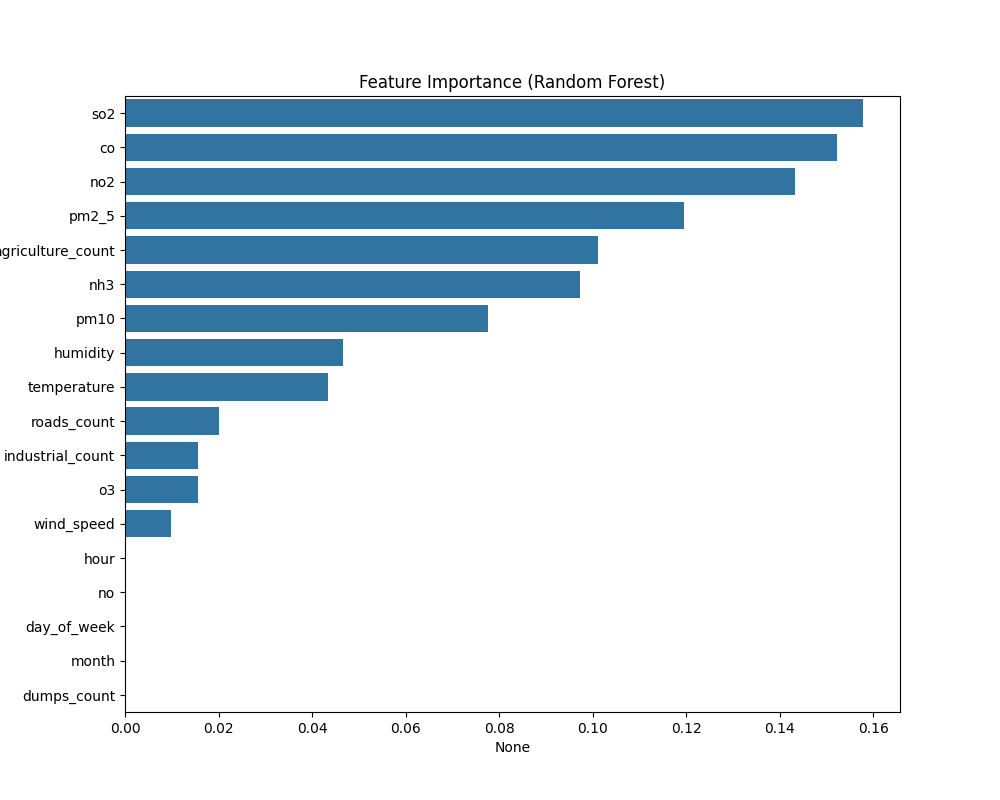 Feature Importance (Random Forest)
so2
co
no2
pm2_5
griculture_count
nh3
pm10
humidity
temperature
roads_count
industrial_count
o3
wind_speed
hour
no
day_of_week
month
dumps_count
0.00 0.02 0.04 0.06 0.08 0.10 0.12 0.14 0.16
None